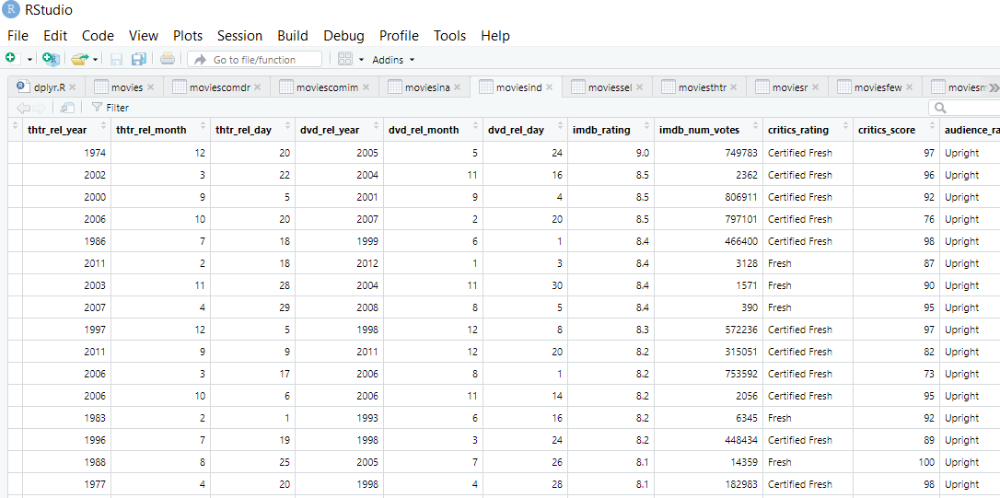 R RStudio
File Edit Code View Plots Session Build Debug Profile Tools Help
Go to file/function Addins
dplyr.R movies moviescomdr moviescomim moviesina moviesind moviessel moviesthtr moviesr moviesfew moviesm
Filter
thtr_rel_year thtr_rel_month thtr_rel_day dvd_rel_year dvd_rel_month dvd_rel_day imdb_rating imdb_num_votes critics_rating critics_score audience_ra
1974 12 20 2005 5 24 9.0 749783 Certified Fresh 97 Upright
2002 3 22 2004 11 16 8.5 2362 Certified Fresh 96 Upright
2000 9 5 2001 9 4 8.5 806911 Certified Fresh 92 Upright
2006 10 20 2007 2 20 8.5 797101 Certified Fresh 76 Upright
1986 7 18 1999 6 1 8.4 466400 Certified Fresh 98 Upright
2011 2 18 2012 1 3 8.4 3128 Fresh 87 Upright
2003 11 28 2004 11 30 8.4 1571 Fresh 90 Upright
2007 4 29 2008 8 5 8.4 390 Fresh 95 Upright
1997 12 5 1998 12 8 8.3 572236 Certified Fresh 97 Upright
2011 9 9 2011 12 20 8.2 315051 Certified Fresh 82 Upright
2006 3 17 2006 8 1 8.2 753592 Certified Fresh 73 Upright
2006 10 6 2006 11 14 8.2 2056 Certified Fresh 95 Upright
1983 2 1 1993 6 16 8.2 6345 Fresh 92 Upright
1996 7 19 1998 3 24 8.2 448434 Certified Fresh 89 Upright
1988 8 25 2005 7 26 8.1 14359 Fresh 100 Upright
1977 4 20 1998 4 28 8.1 182983 Certified Fresh 98 Upright